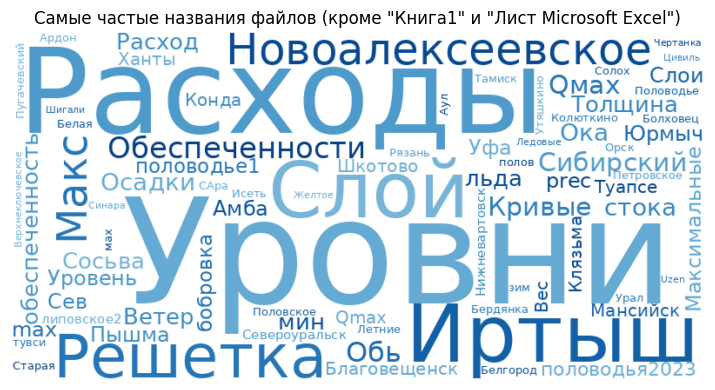 Самые частые названия файлов (кроме "Книга1" и "Лист Microsoft Excel")
Ардон
Расход
Новоалексеевское
Чертанка
Пугачевский
Ханты
Цивиль
Расходы
Тамиск
Солох
Слои
Qмах
Половодье
Конда
Аул
Утяшкино
Толщина
Шигали
Белая
Колюткино
Болховец
Ока
Юрмыч
Обеспеченности
Уфа
Ледовые
Орск
обеспеченность
Макс
половодье1
Рязань
полов
Сибирский
Максимальные
Верхнеключевское
Осадки
САра
Шкотово
льда
prec
Петровское
Туапсе
Исеть
Желтое
Слой
Синара
Амба
Нижневартовск
Кривые
стока
Уровни
мах
Клязьма
Сосьва
бобровка
Уровень
Uzen
зим
Вес
Сев
Урал
липовское2
Ветер
Половское
Qmax
Бердянка
Мансийск
мин
Иртыш
max
Пышма
Североуральск
Летние
тувси
Решетка
Обь
Старая
Благовещенск
Белгород
половодья2023